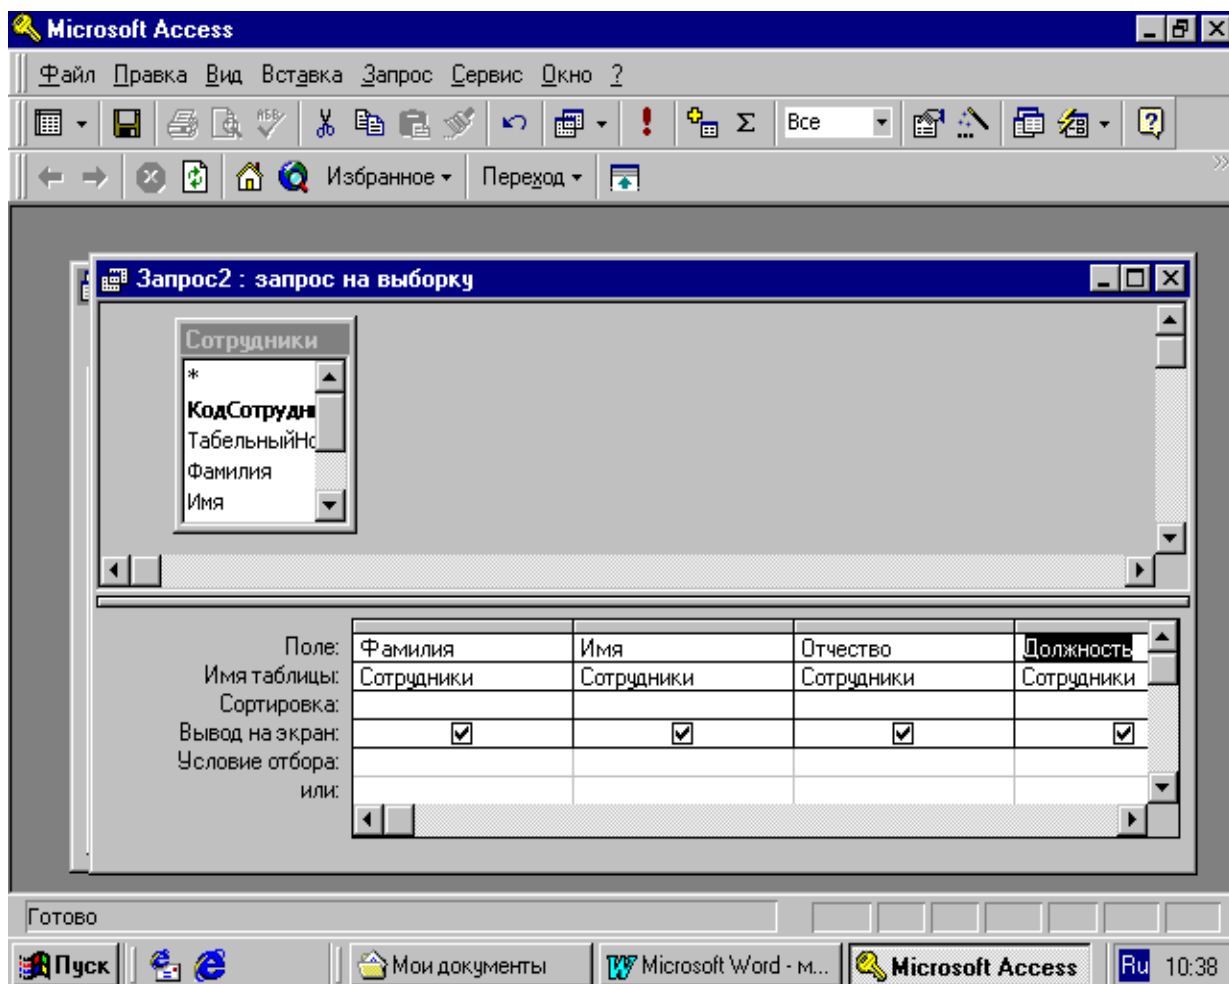 Microsoft Access
Файл Правка Вид Вставка Запрос Сервис Окно ?
АБВ Σ Все
Избранное Переход
Запрос2 : запрос на выборку
Сотрудники
*
КодСотрудни
ТабельныйНо
Фамилия
Имя
Поле: Фамилия Имя Отчество Должность
Имя таблицы: Сотрудники Сотрудники Сотрудники Сотрудники
Сортировка:
Вывод на экран:
Условие отбора:
или:
Готово
Пуск Мои документы Microsoft Word - м... Microsoft Access Ru 10:38